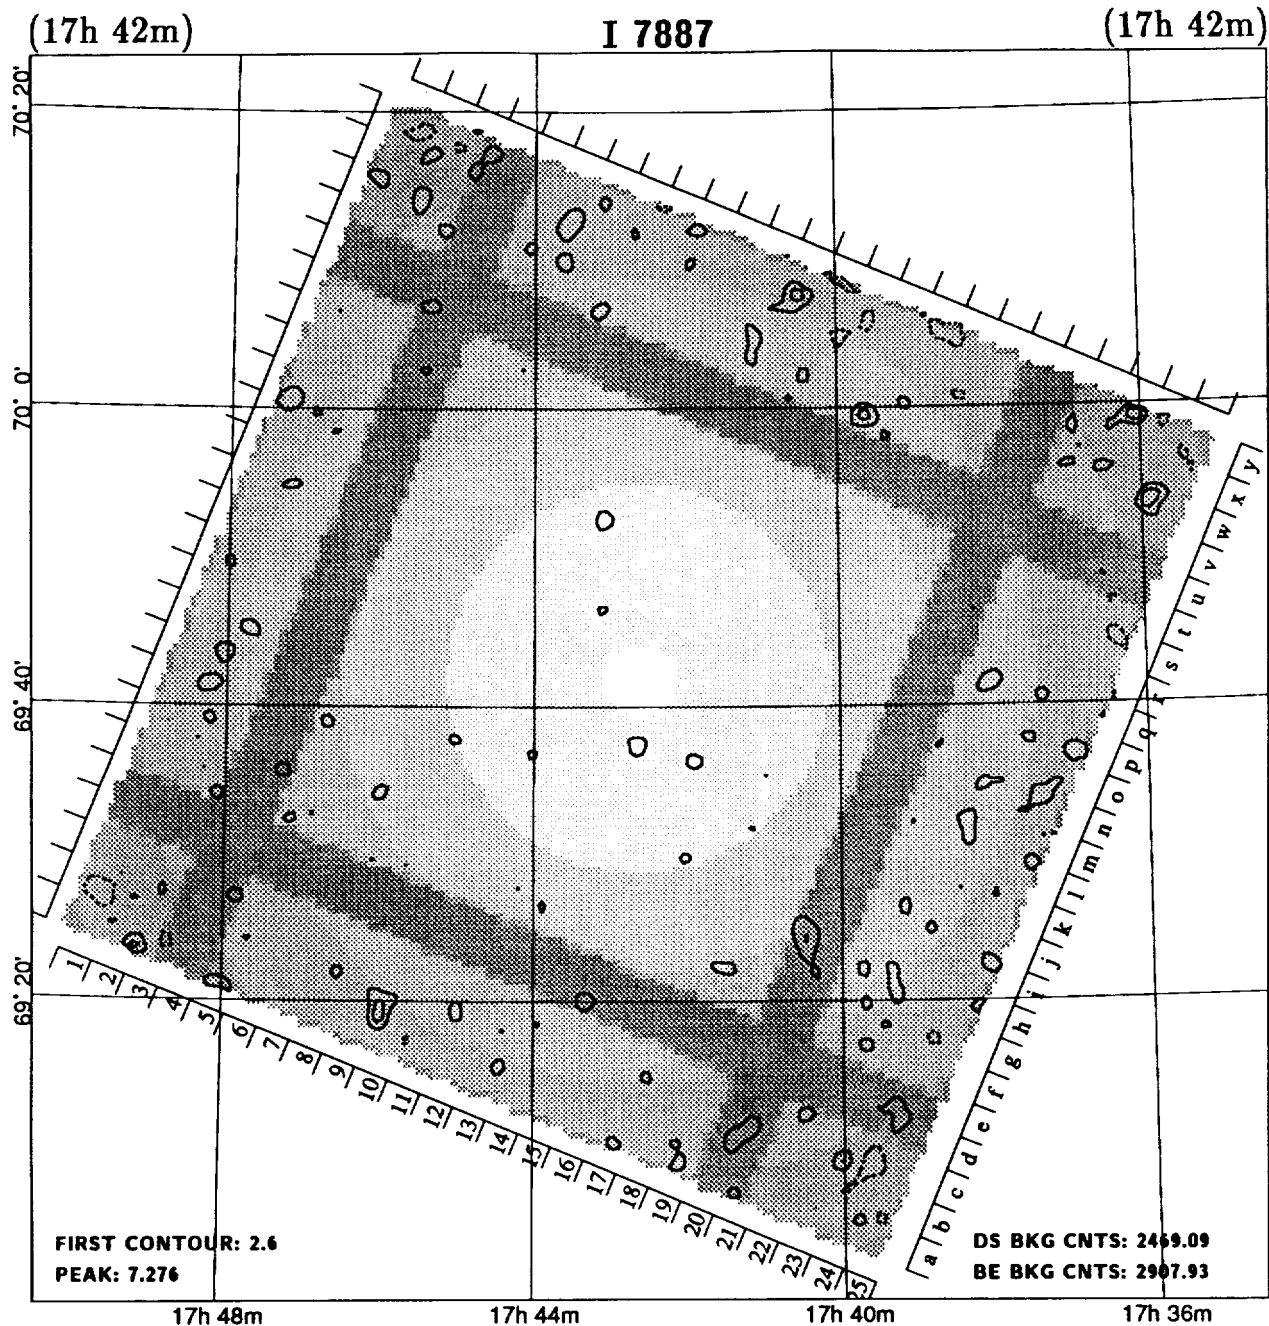 (17h 42m) I 7887 (17h 42m)
70° 20'
70° 0'
69° 40'
69° 20'
y
x
w
v
u
t
s
r
q
p
o
n
m
l
k
j
i
h
g
f
e
d
c
b
a
1 2 3 4 5 6 7 8 9 10 11 12 13 14 15 16 17 18 19 20 21 22 23 24 25
FIRST CONTOUR: 2.6
PEAK: 7.276
DS BKG CNTS: 2469.09
BE BKG CNTS: 2907.93
17h 48m 17h 44m 17h 40m 17h 36m